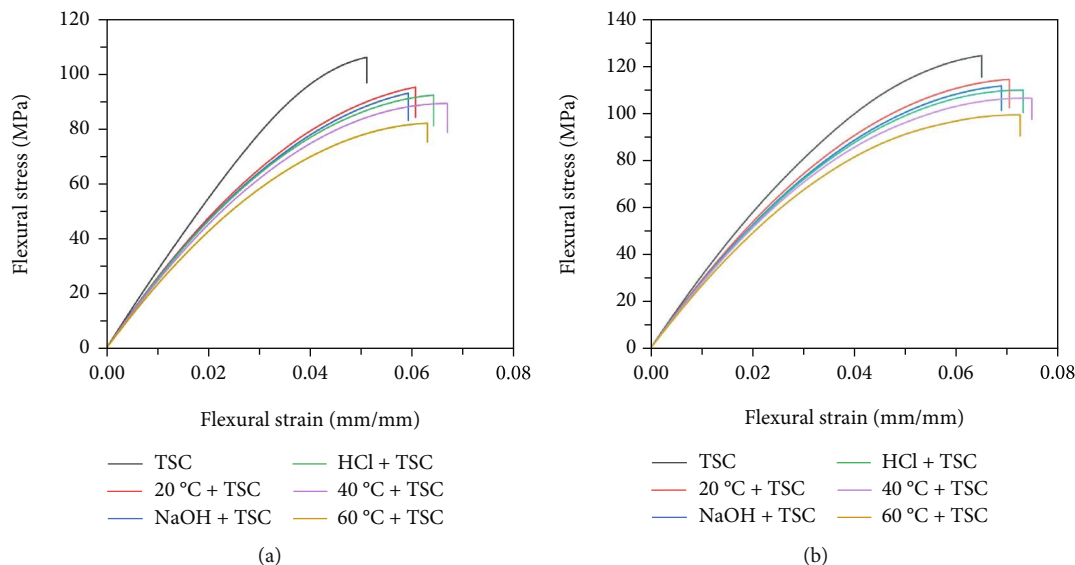 120
100
80
60
40
20
0
Flexural stress (MPa)
0.00 0.02 0.04 0.06 0.08
Flexural strain (mm/mm)
TSC HCl + TSC
20 °C + TSC 40 °C + TSC
NaOH + TSC 60 °C + TSC
(a)
140
120
100
80
60
40
20
0
Flexural stress (MPa)
0.00 0.02 0.04 0.06 0.08
Flexural strain (mm/mm)
TSC HCl + TSC
20 °C + TSC 40 °C + TSC
NaOH + TSC 60 °C + TSC
(b)